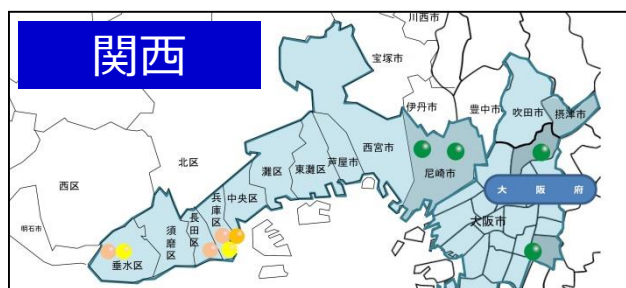 関西
川西市
宝塚市
伊丹市
豊中市
吹田市
摂津市
北区
西宮市
芦屋市
東灘区
灘区
尼崎市
西区
中央区
兵庫区
長田区
須磨区
垂水区
明石市
大阪府
大阪市